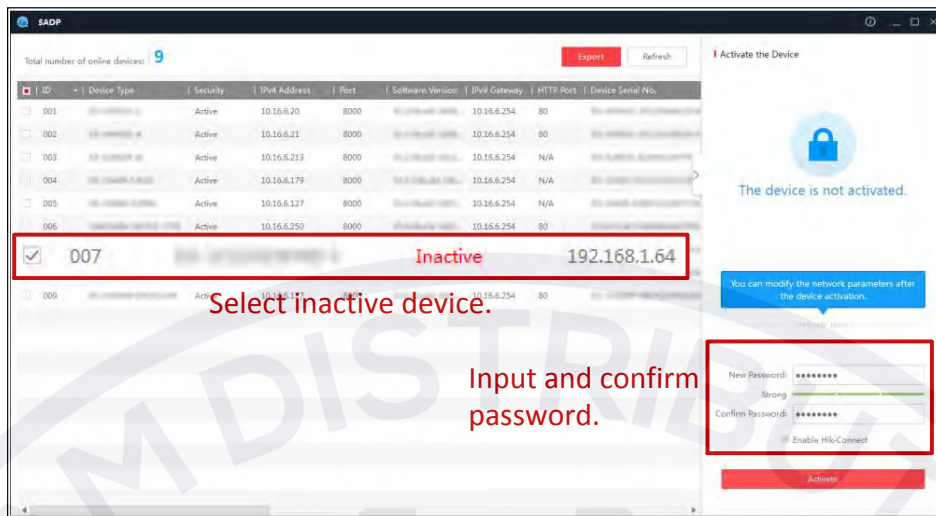 SADP
Total number of online devices: 9
Export
Refresh
ID | Device Type | Security | IPv4 Address | Port | Software Version | IPv4 Gateway | HTTP Port | Device Serial No.
001 Active 10.16.6.20 8000 10.16.6.254 80
002 Active 10.16.6.21 8000 10.16.6.254 80
003 Active 10.16.6.213 8000 10.16.6.254 N/A
004 Active 10.16.6.179 8000 10.16.6.254 N/A
005 Active 10.16.6.127 8000 10.16.6.254 N/A
006 Active 10.16.6.250 8000 10.16.6.254 80
007 Inactive 192.168.1.64
009 Active 8000 10.16.6.254 80
Select inactive device.
Input and confirm
password.
Activate the Device
The device is not activated.
You can modify the network parameters after
the device activation.
New Password:
Strong
Confirm Password:
Enable Hik-Connect
Activate
M DISTRIBUT